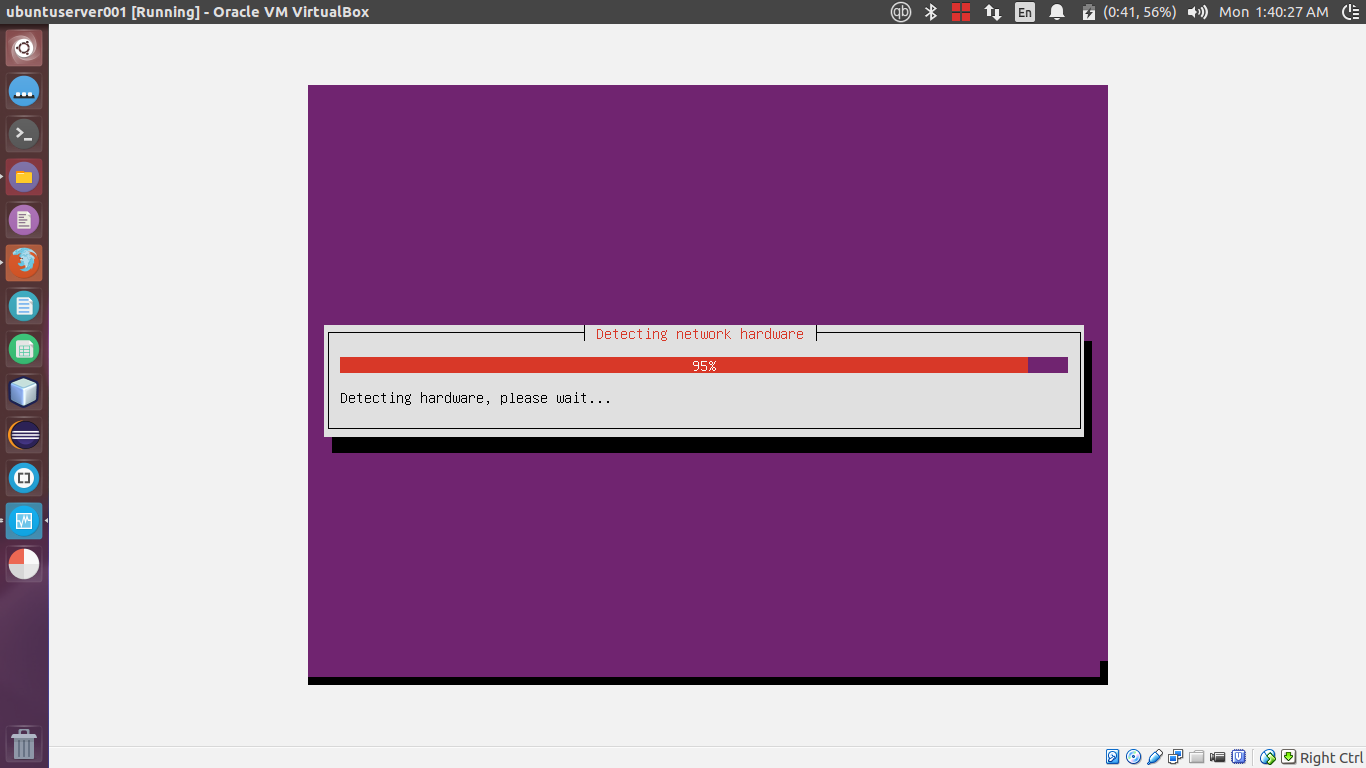 ubuntuserver001 [Running] - Oracle VM VirtualBox
qb En (0:41, 56%) Mon 1:40:27 AM
Detecting network hardware
95%
Detecting hardware, please wait...
Right Ctrl